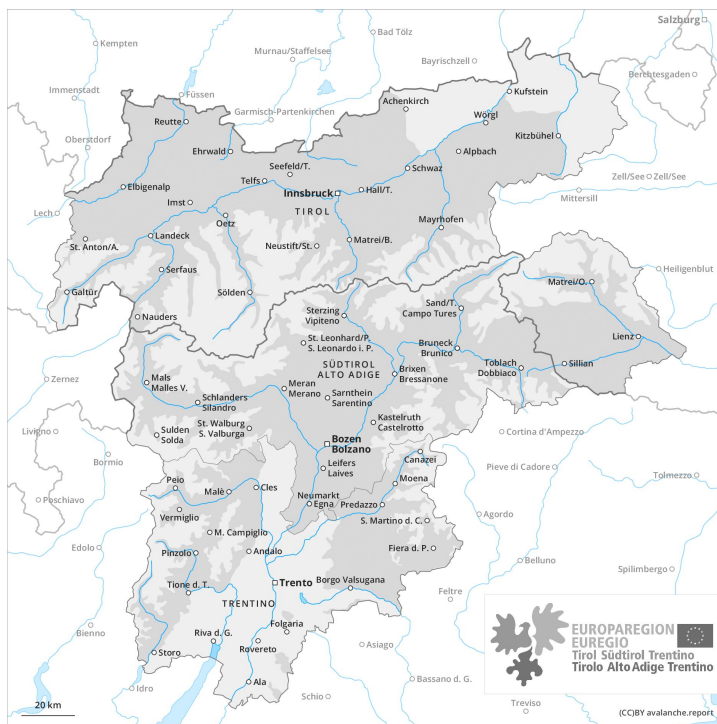 Salzburg
Bad Tölz
Kempten
Murnau/Staffelsee
Bayrischzell
Berchtesgaden
Immenstadt
Füssen
Kufstein
Garmisch-Partenkirchen
Achenkirch
Reutte
Wörgl
Oberstdorf
Kitzbühel
Ehrwald
Alpbach
Seefeld/T.
Schwaz
Telfs
Zell/See
Zell/See
Elbigenalp
Innsbruck
Hall/T.
Mittersill
Imst
TIROL
Lech
Oetz
Mayrhofen
Landeck
Matrei/B.
St. Anton/A.
Neustift/St.
Serfaus
Heiligenblut
Matrei/O.
Galtür
Sölden
Sand/T.
Campo Tures
Nauders
Sterzing
Vipiteno
St. Leonhard/P.
S. Leonardo i. P.
Lienz
Bruneck
Brunico
Toblach
Dobbiaco
Sillian
SÜDTIROL
ALTO ADIGE
Brixen
Bressanone
Zernez
Mals
Malles V.
Meran
Merano
Sarnthein
Sarentino
Schlanders
Silandro
St. Walburg
S. Valburga
Kastelruth
Castelrotto
Livigno
Sulden
Solda
Cortina d'Ampezzo
Bozen
Bolzano
Bormio
Canazei
Leifers
Laives
Pieve di Cadore
Tolmezzo
Peio
Moena
Malè
Cles
Poschiavo
Neumarkt
Egna
Predazzo
Vermiglio
Agordo
S. Martino d. C.
M. Campiglio
Edolo
Pinzolo
Andalo
Fiera d. P.
Belluno
Spilimbergo
Trento
Borgo Valsugana
Tione d. T.
Feltre
TRENTINO
Folgaria
Bienno
Riva d. G.
Rovereto
Asiago
Storo
EUROPAREGION
EUREGIO
Tirol Südtirol Trentino
Tirolo Alto Adige Trentino
Ala
Bassano d. G.
Idro
Schio
Treviso
20 km
(CC)BY avalanche.report